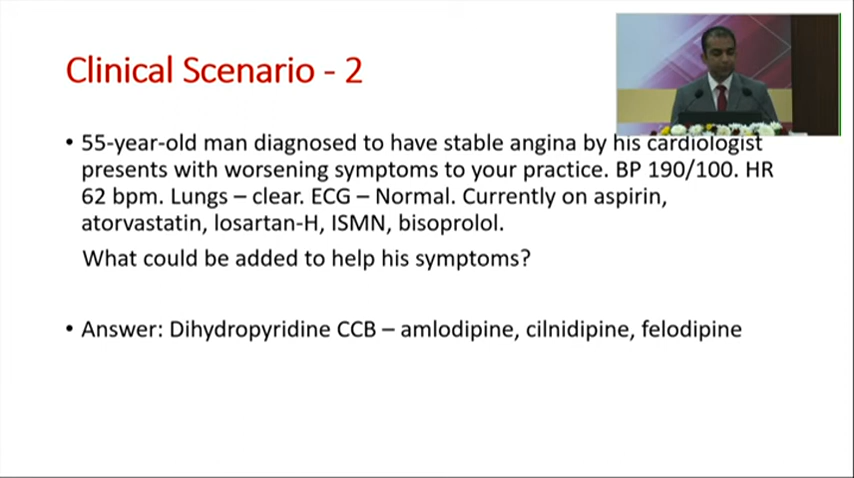 Clinical Scenario - 2
• 55-year-old man diagnosed to have stable angina by his cardiologist
presents with worsening symptoms to your practice. BP 190/100. HR
62 bpm. Lungs – clear. ECG – Normal. Currently on aspirin,
atorvastatin, losartan-H, ISMN, bisoprolol.
What could be added to help his symptoms?
• Answer: Dihydropyridine CCB – amlodipine, cilnidipine, felodipine